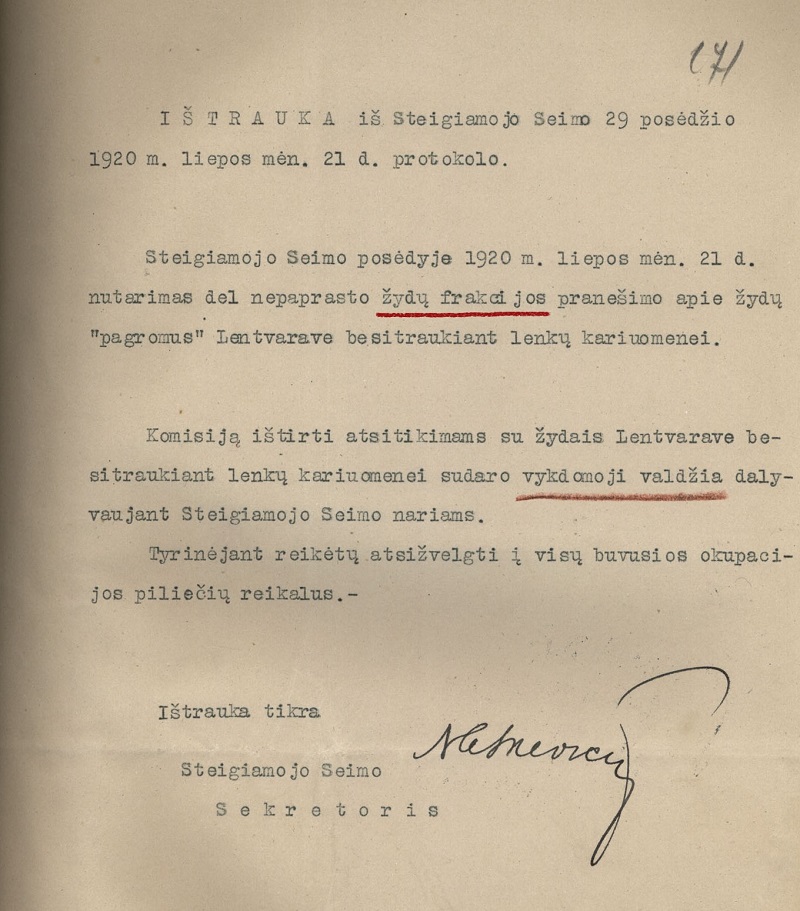 171
IŠTRAUKA iš Steigiamojo Seimo 29 posėdžio
1920 m. liepos mėn. 21 d. protokolo.
Steigiamojo Seimo posėdyje 1920 m. liepos mėn. 21 d.
nutarimas del nepaprasto žydų frakcijos pranešimo apie žydų
"pagromus" Lentvarave besitraukiant lenkų kariuomenei.
Komisiją ištirti atsitikimams su žydais Lentvarave be-
sitraukiant lenkų kariuomenei sudaro vykdomoji valdžia daly-
vaujant Steigiamojo Seimo nariams.
Tyrinėjant reikėtų atsižvelgti į visų buvusios okupaci-
jos piliečių reikalus.-
Ištrauka tikra
Steigiamojo Seimo
Sekretoris